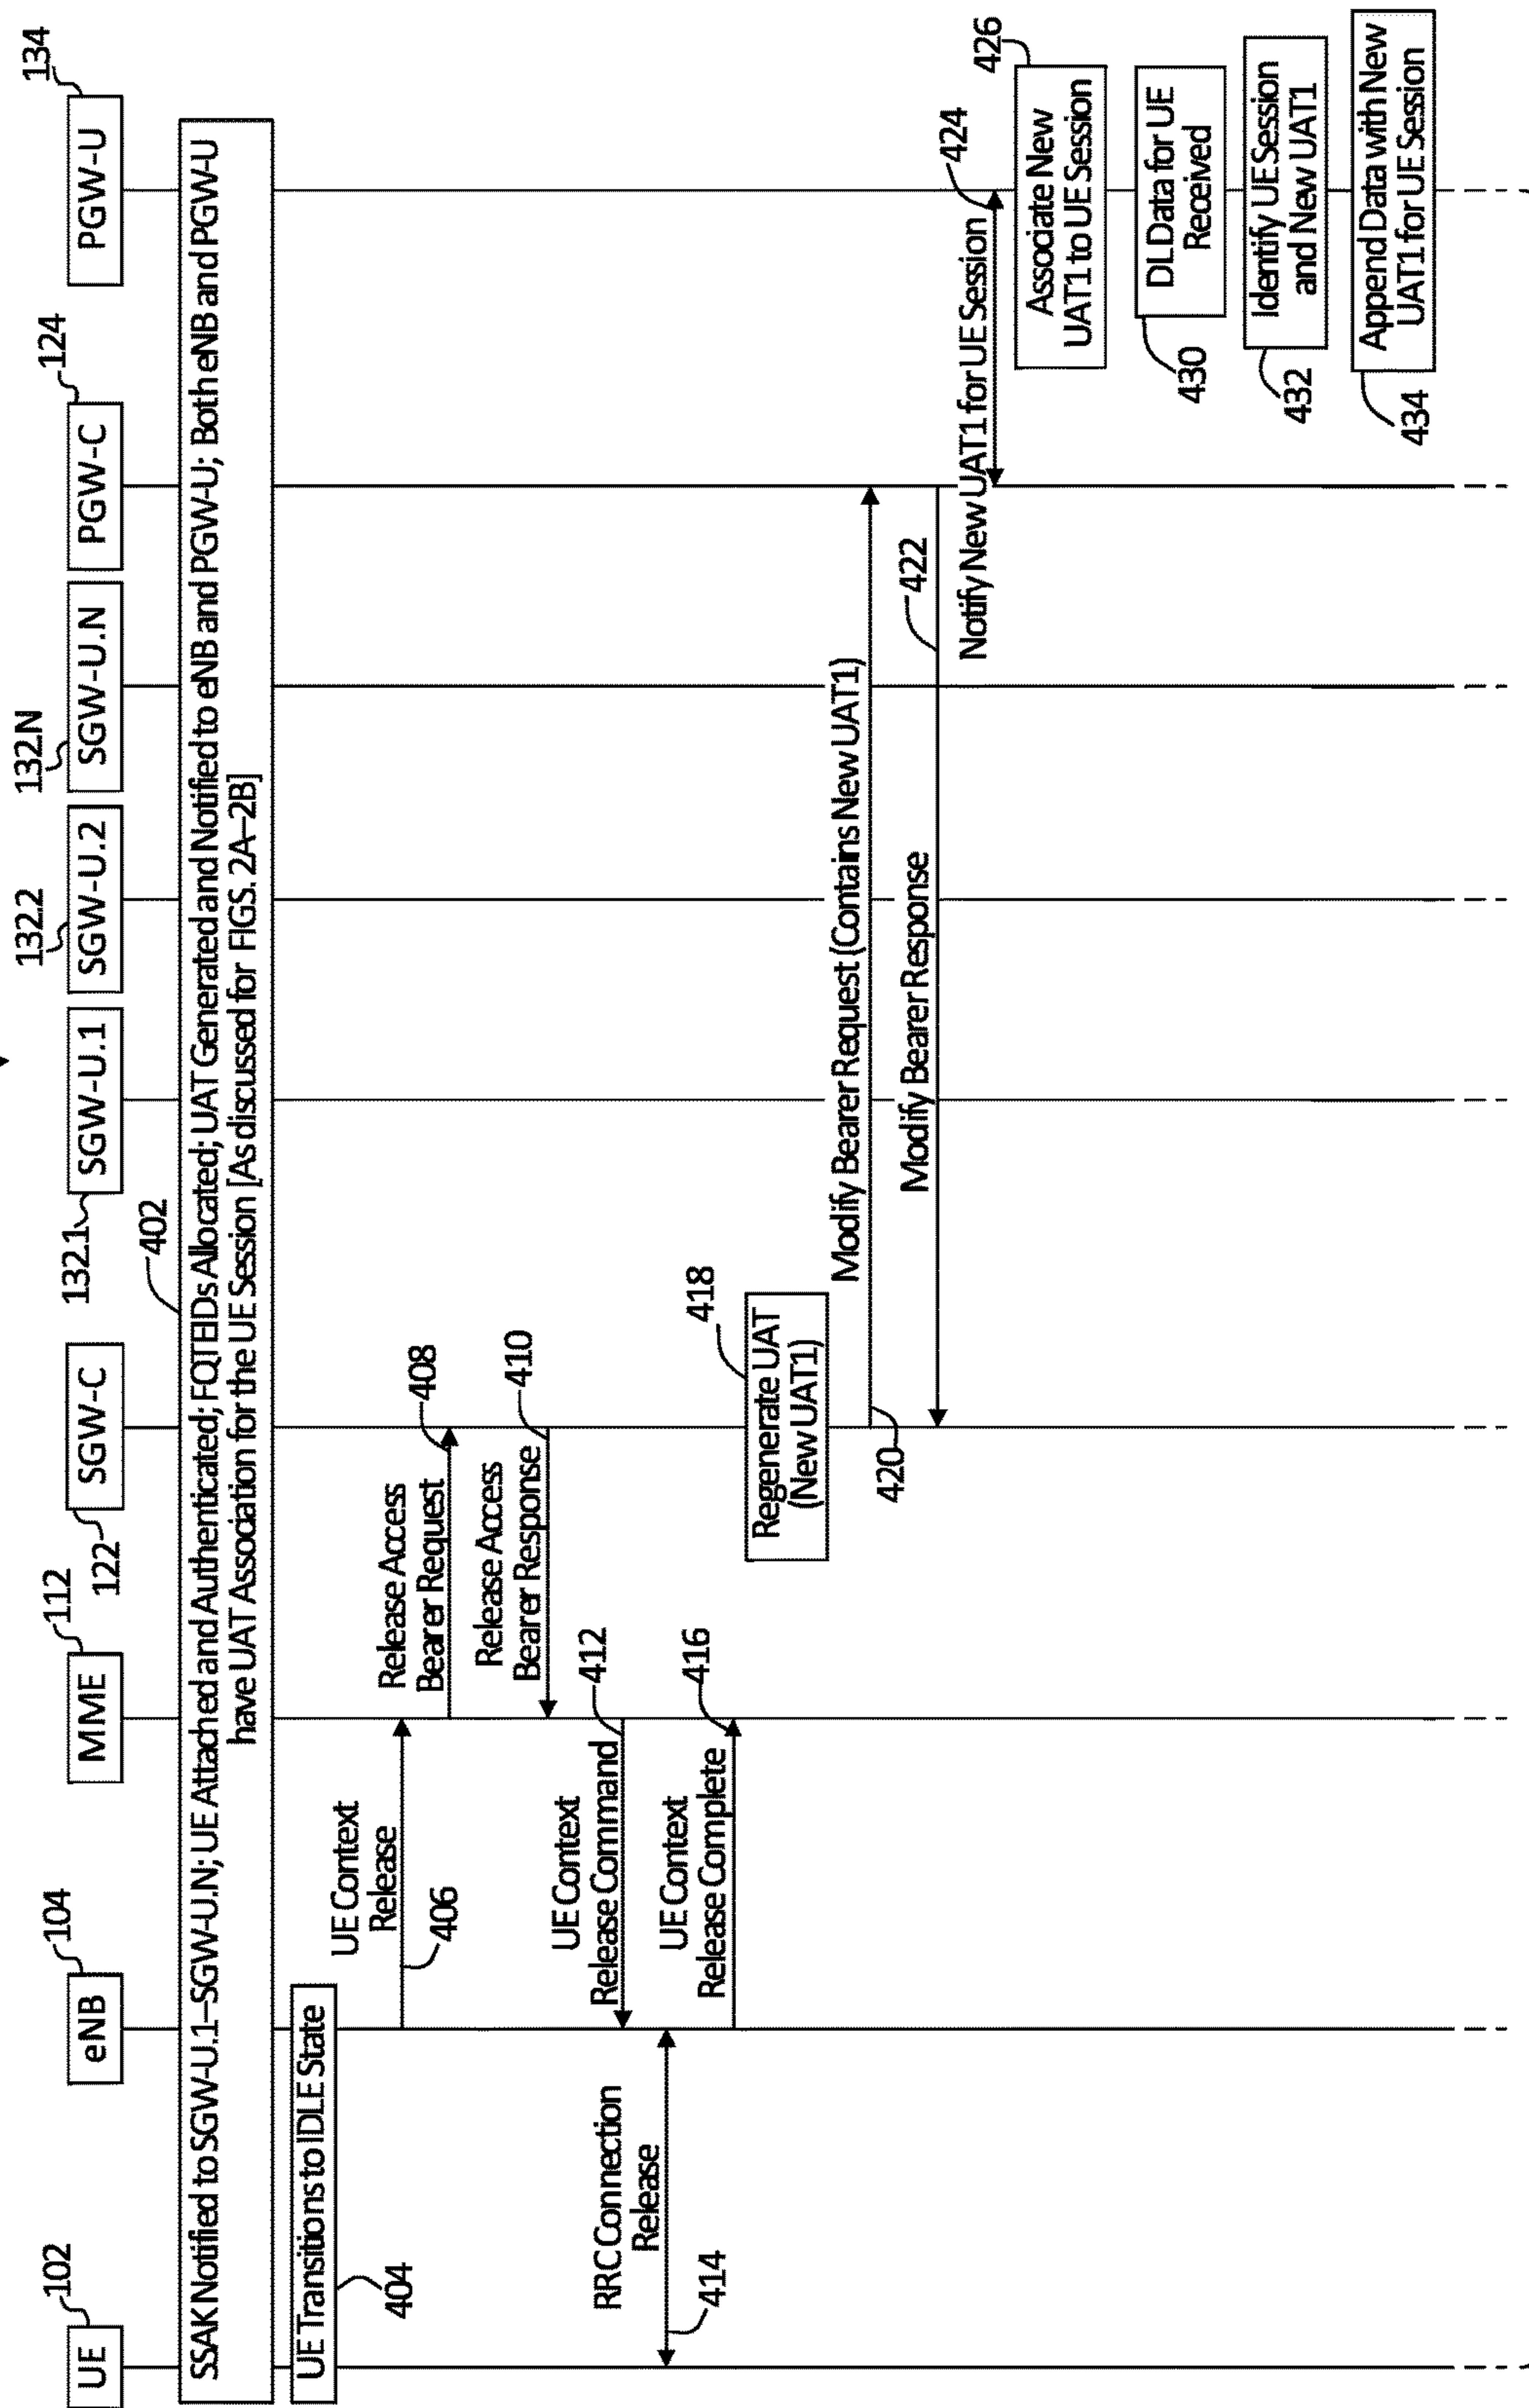 102
104
112
122
132.1
132.2
132.N
124
134
UE
eNB
MME
SGW-C
SGW-U.1
SGW-U.2
SGW-U.N
PGW-C
PGW-U
402
SSAK Notified to SGW-U.1–SGW-U.N; UE Attached and Authenticated; FQTEIDs Allocated; UAT Generated and Notified to eNB and PGW-U; Both eNB and PGW-U
have UAT Association for the UE Session [As discussed for FIGS. 2A–2B]
UE Transitions to IDLE State
404
UE Context
Release
406
Release Access
Bearer Request
408
Release Access
Bearer Response
410
UE Context
Release Command
412
RRC Connection
Release
414
UE Context
Release Complete
416
Regenerate UAT
(New UAT1)
418
Modify Bearer Request (Contains New UAT1)
420
Modify Bearer Response
422
Notify New UAT1 for UE Session
424
Associate New
UAT1 to UE Session
426
DL Data for UE
Received
430
Identify UE Session
and New UAT1
432
Append Data with New
UAT1 for UE Session
434